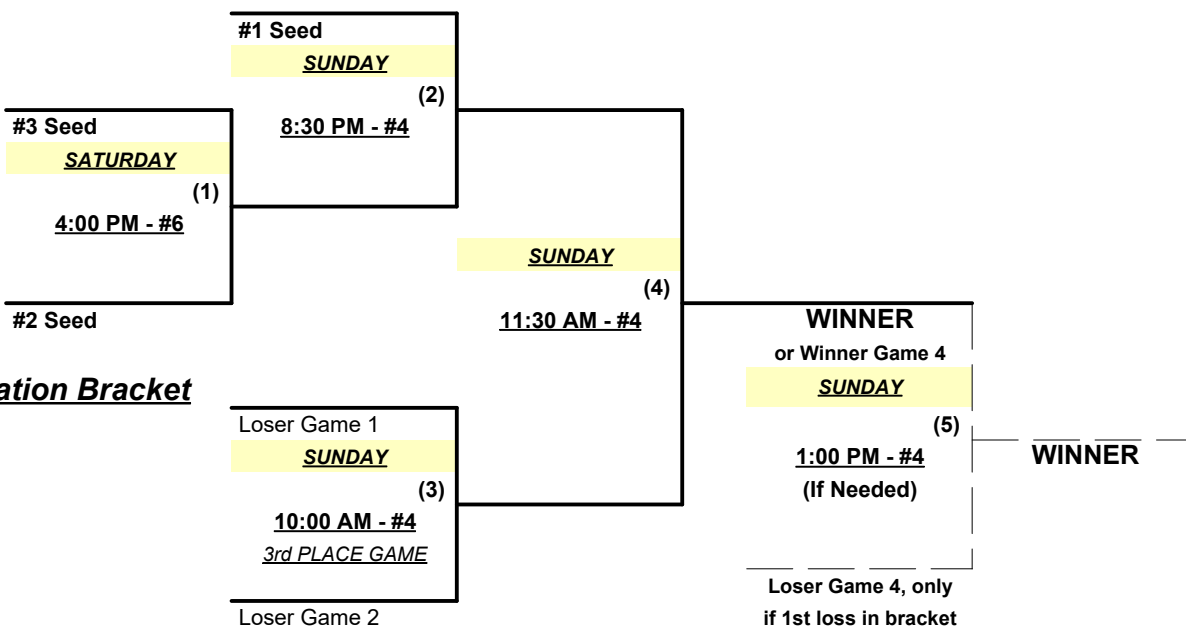 #1 Seed
SUNDAY
(2)
8:30 PM - #4
#3 Seed
SATURDAY
(1)
4:00 PM - #6
#2 Seed
SUNDAY
(4)
11:30 AM - #4
WINNER
or Winner Game 4
SUNDAY
(5)
1:00 PM - #4
(If Needed)
WINNER
Loser Game 4, only
if 1st loss in bracket
Bracket
Loser Game 1
SUNDAY
(3)
10:00 AM - #4
3rd PLACE GAME
Loser Game 2